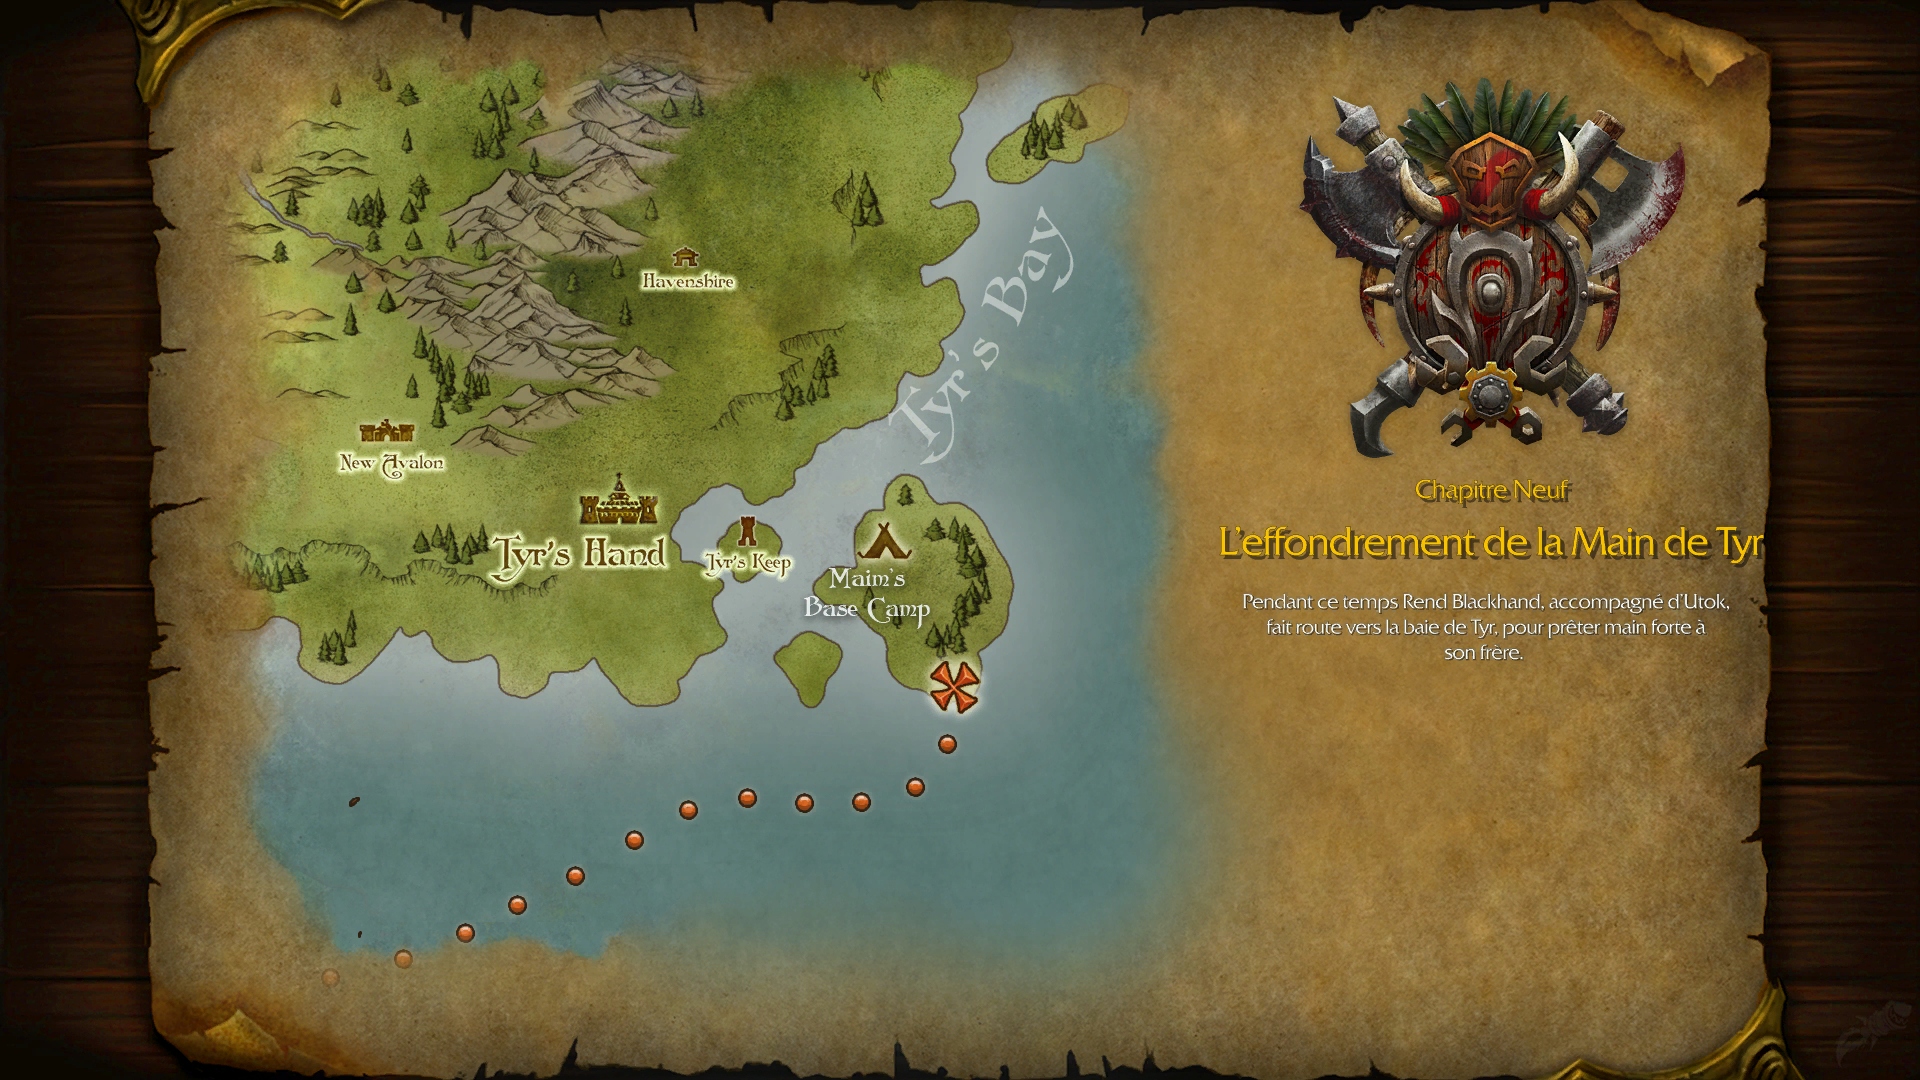 Havenshire
Tyr's Bay
New Avalon
Tyr's Hand
Tyr's Keep
Maim's
Base Camp
Chapitre Neuf
L'effondrement de la Main de Tyr
Pendant ce temps Rend Blackhand, accompagné d'Utok,
fait route vers la baie de Tyr, pour prêter main forte à
son frère.